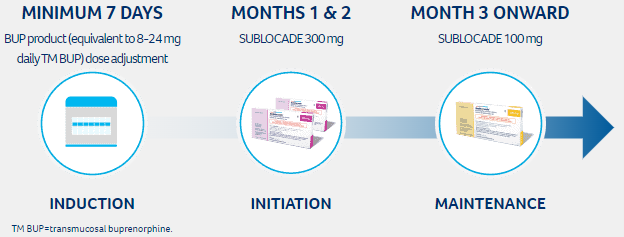 MINIMUM 7 DAYS
BUP product (equivalent to 8–24 mg
daily TM BUP) dose adjustment
INDUCTION
MONTHS 1 & 2
SUBLOCADE 300 mg
INITIATION
MONTH 3 ONWARD
SUBLOCADE 100 mg
MAINTENANCE
TM BUP=transmucosal buprenorphine.